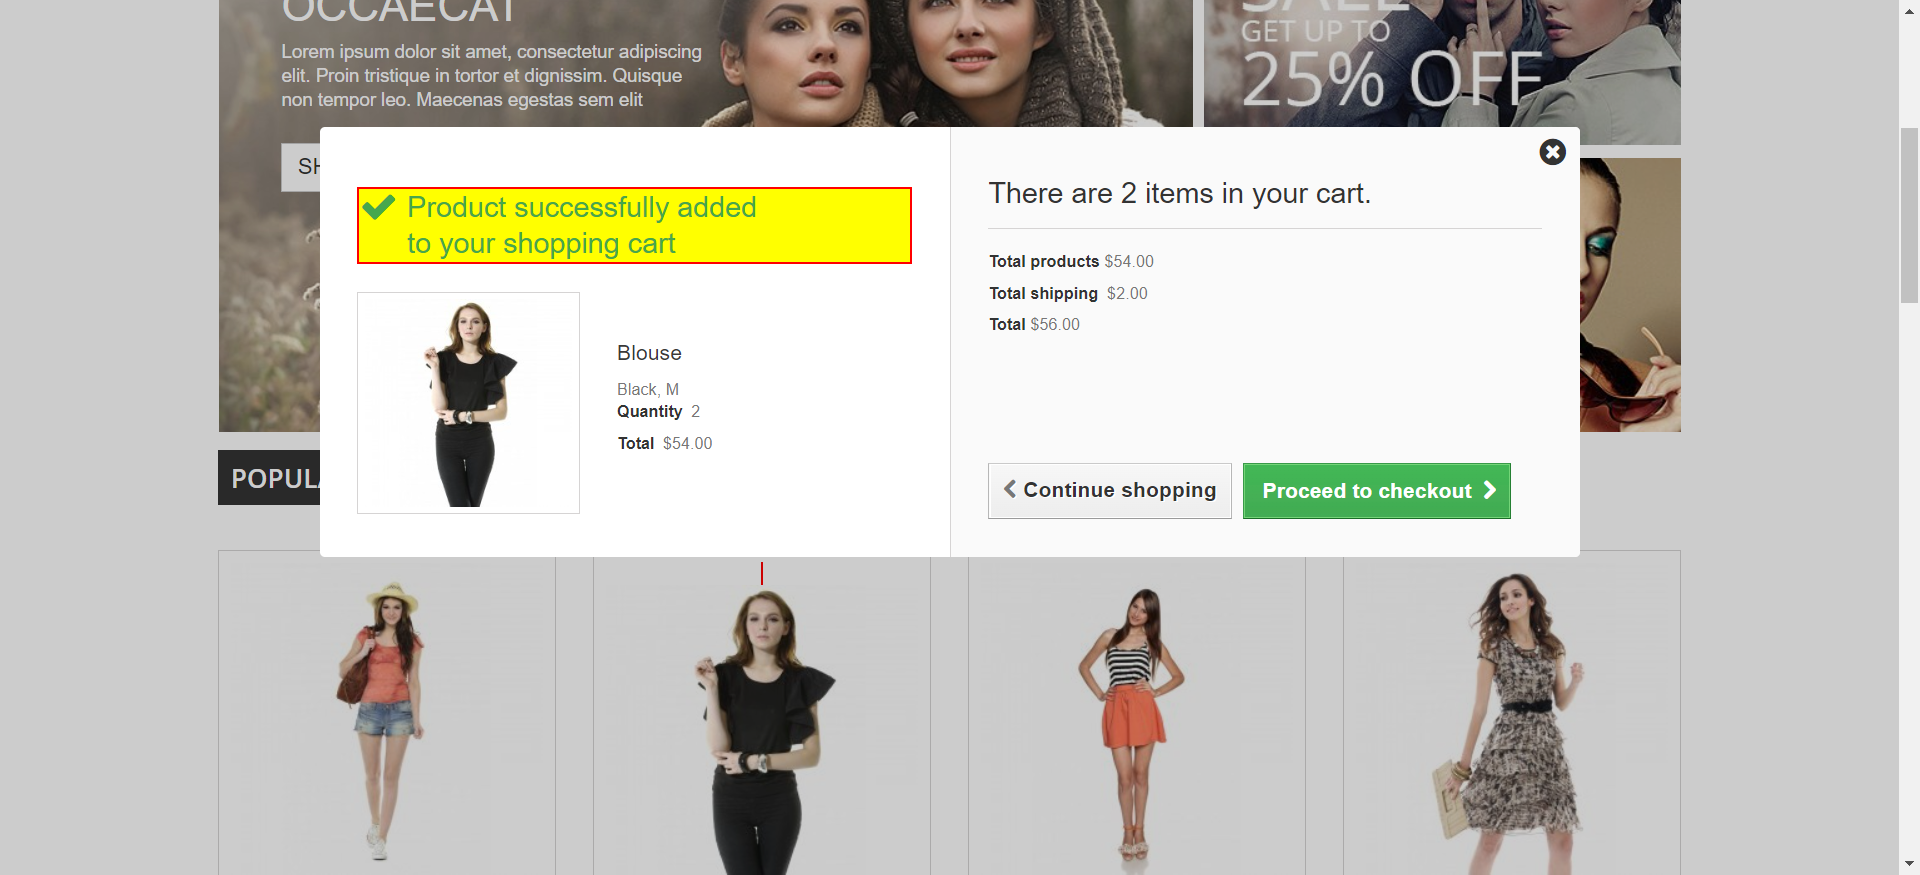 OCCAECAT
Lorem ipsum dolor sit amet, consectetur adipiscing
elit. Proin tristique in tortor et dignissim. Quisque
non tempor leo. Maecenas egestas sem elit
SALE
GET UP TO
25% OFF
Product successfully added
to your shopping cart
Blouse
Black, M
Quantity 2
Total $54.00
There are 2 items in your cart.
Total products $54.00
Total shipping $2.00
Total $56.00
Continue shopping
Proceed to checkout